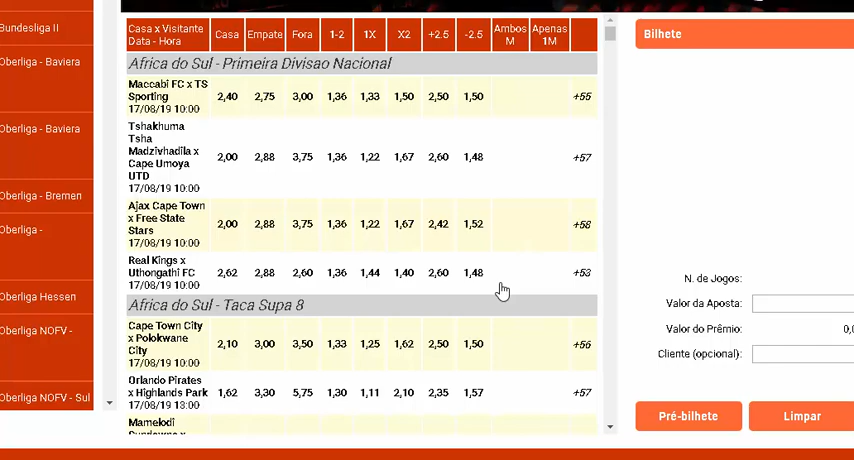 Bundesliga II
Oberliga - Baviera
Oberliga - Baviera
Oberliga - Bremen
Oberliga -
Oberliga Hessen
Oberliga NOFV -
Oberliga NOFV - Sul
Casa x Visitante
Data - Hora
Casa
Empate
Fora
1-2
1X
X2
+2.5
-2.5
Ambos
M
Apenas
1M
Africa do Sul - Primeira Divisao Nacional
Maccabi FC x TS
Sporting
17/08/19 10:00
2,40 2,75 3,00 1,36 1,33 1,50 2,50 1,50 +55
Tshakhuma
Tsha
Madzivhadila x
Cape Umoya
UTD
17/08/19 10:00
2,00 2,88 3,75 1,36 1,22 1,67 2,60 1,48 +57
Ajax Cape Town
x Free State
Stars
17/08/19 10:00
2,00 2,88 3,75 1,36 1,22 1,67 2,42 1,52 +58
Real Kings x
Uthongathi FC
17/08/19 10:00
2,62 2,88 2,60 1,36 1,44 1,40 2,60 1,48 +53
Africa do Sul - Taca Supa 8
Cape Town City
x Polokwane
City
17/08/19 10:00
2,10 3,00 3,50 1,33 1,25 1,62 2,50 1,50 +56
Orlando Pirates
x Highlands Park
17/08/19 13:00
1,62 3,30 5,75 1,30 1,11 2,10 2,35 1,57 +57
Mamelodi
Bilhete
N. de Jogos:
Valor da Aposta:
Valor do Prêmio:
Cliente (opcional):
Pré-bilhete
Limpar